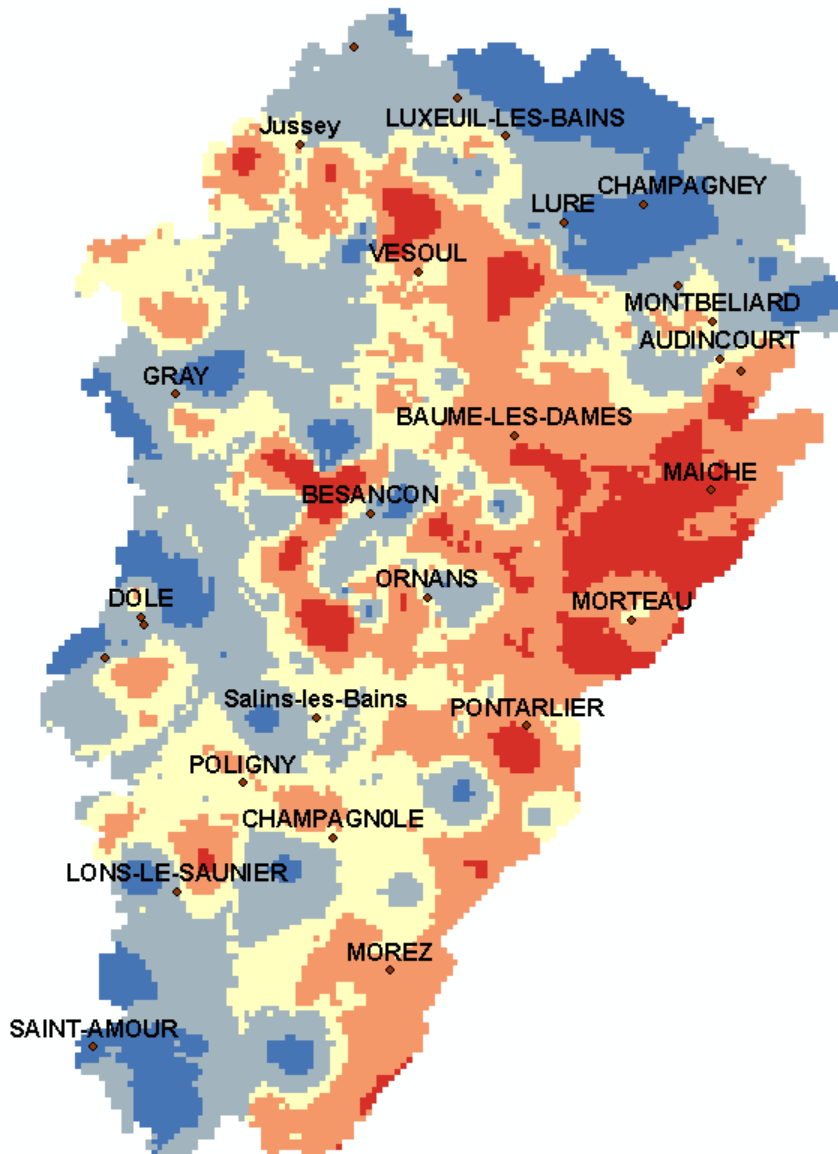 LUXEUIL-LES-BAINS
Jussey
CHAMPAGNEY
LURE
VESOUL
MONTBELIARD
AUDINCOURT
GRAY
BAUME-LES-DAMES
MAICHE
BESANCON
ORNANS
DOLE
MORTEAU
Salins-les-Bains
PONTARLIER
POLIGNY
CHAMPAGN0LE
LONS-LE-SAUNIER
MOREZ
SAINT-AMOUR